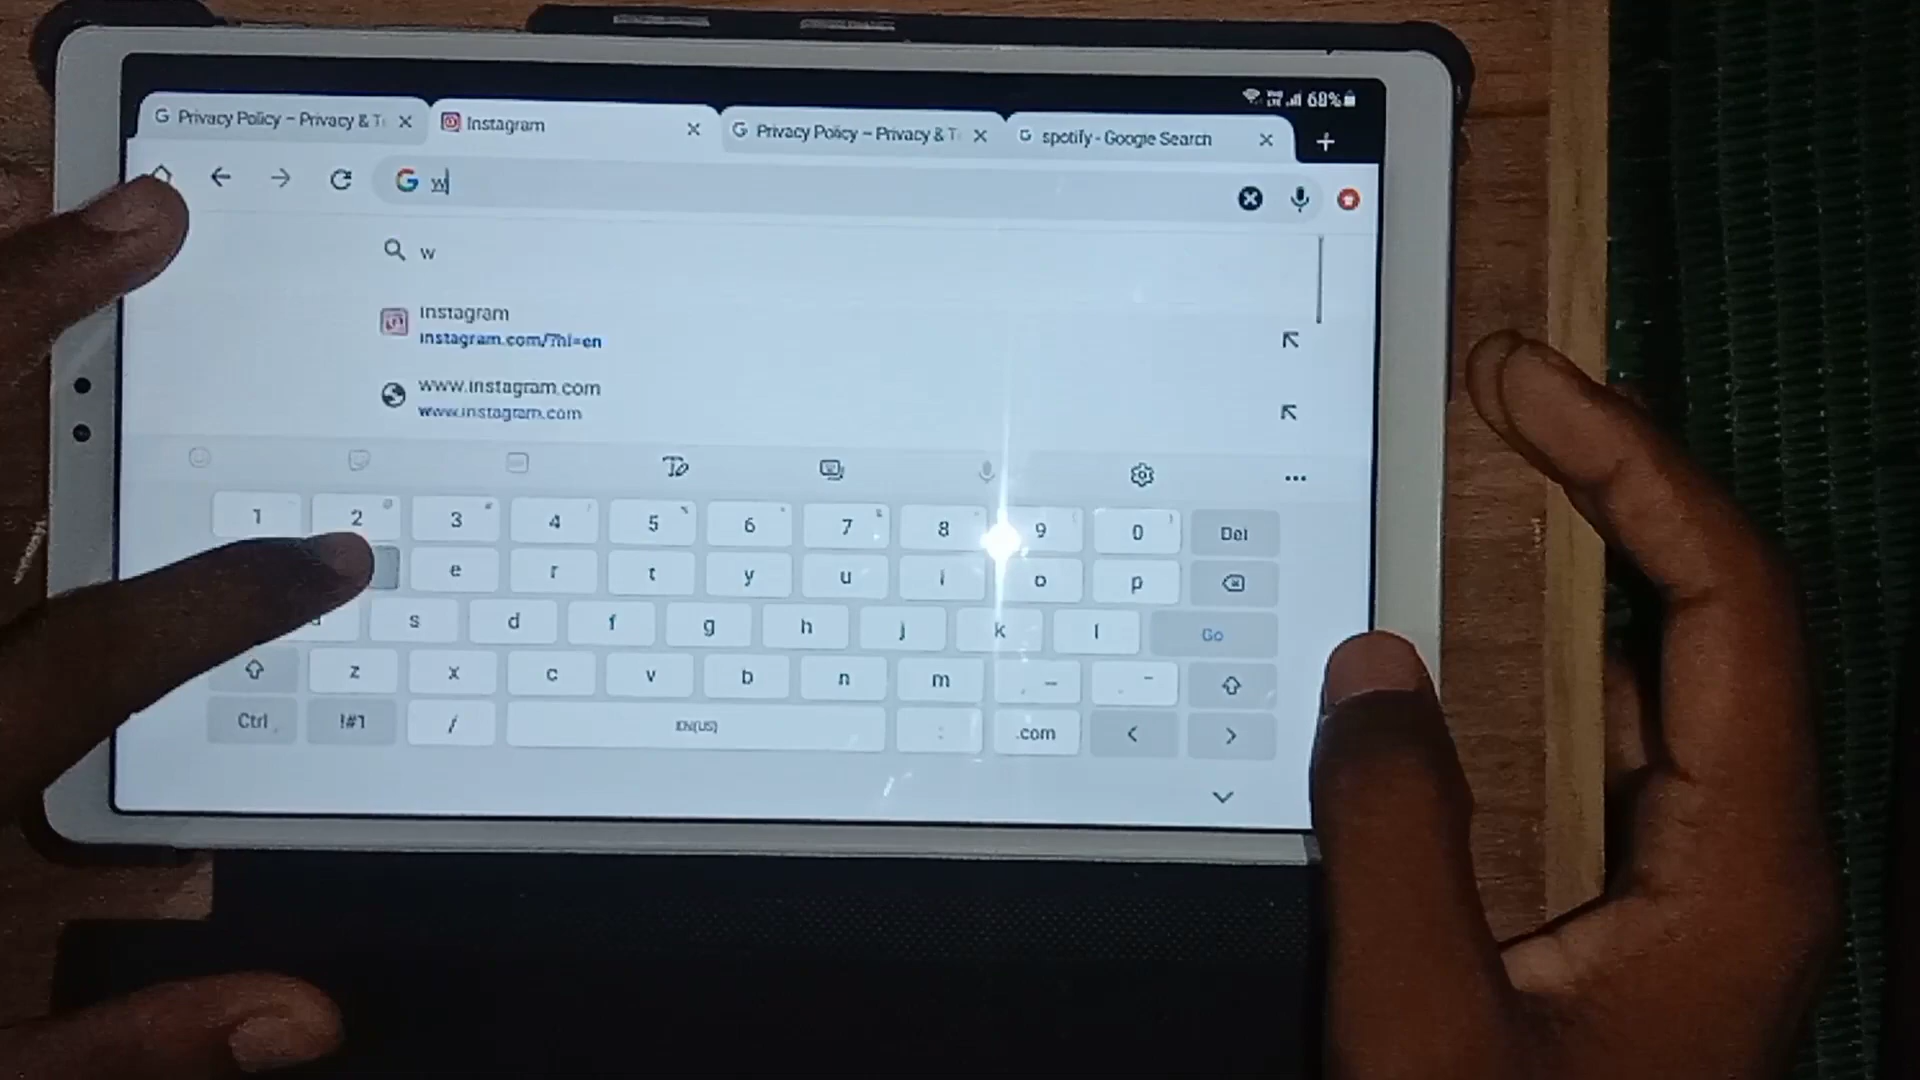 68%
Privacy Policy – Privacy & T
Instagram
Privacy Policy – Privacy & T
spotify - Google Search
w
w
Instagram
instagram.com/?hl=en
www.instagram.com
www.instagram.com
1 2 3 4 5 6 7 8 9 0 Del
e r t y u i o p
s d f g h j k l Go
z x c v b n m
Ctrl !#1 / EN(US) : .com < >